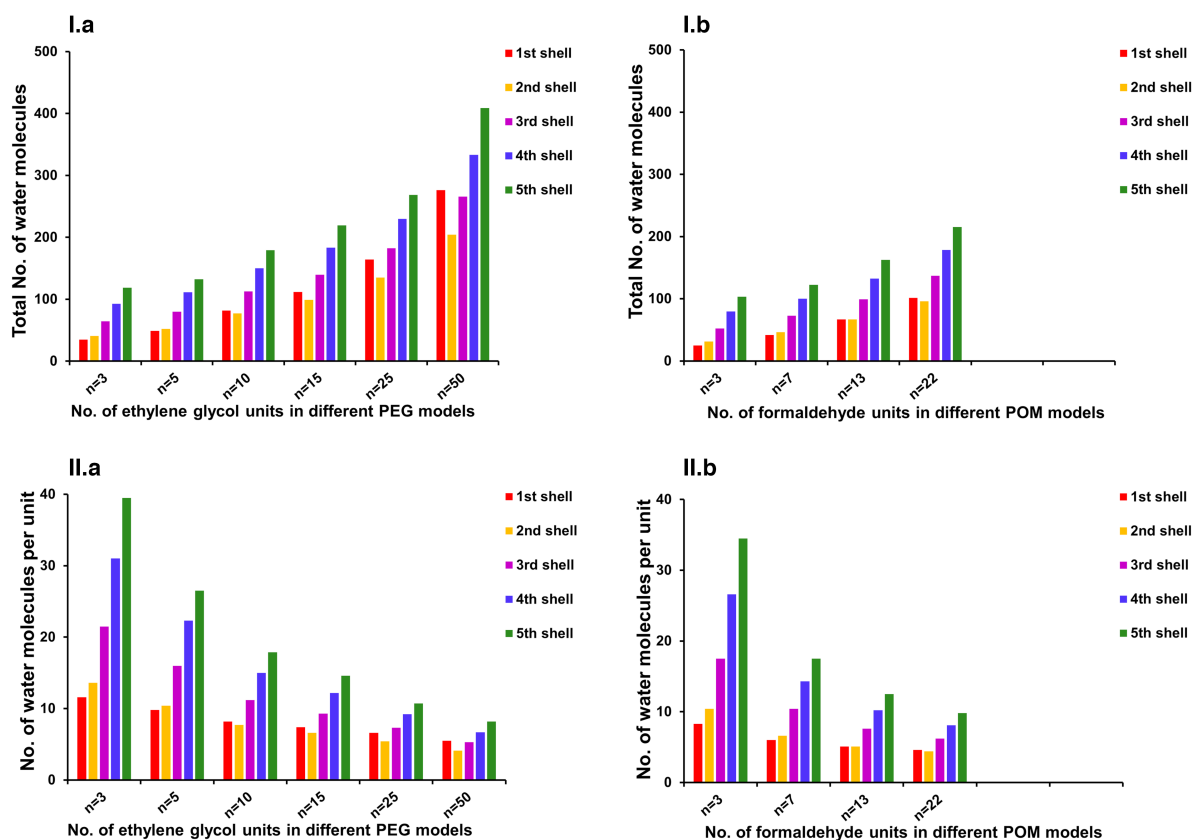 I.a
500
400
300
200
100
0
Total No. of water molecules
n=3
n=5
n=10
n=15
n=25
n=50
No. of ethylene glycol units in different PEG models
1st shell
2nd shell
3rd shell
4th shell
5th shell
I.b
500
400
300
200
100
0
Total No. of water molecules
n=3
n=7
n=13
n=22
No. of formaldehyde units in different POM models
1st shell
2nd shell
3rd shell
4th shell
5th shell
II.a
40
30
20
10
0
No. of water molecules per unit
n=3
n=5
n=10
n=15
n=25
n=50
No. of ethylene glycol units in different PEG models
1st shell
2nd shell
3rd shell
4th shell
5th shell
II.b
40
30
20
10
0
No. of water molecules per unit
n=3
n=7
n=13
n=22
No. of formaldehyde units in different POM models
1st shell
2nd shell
3rd shell
4th shell
5th shell